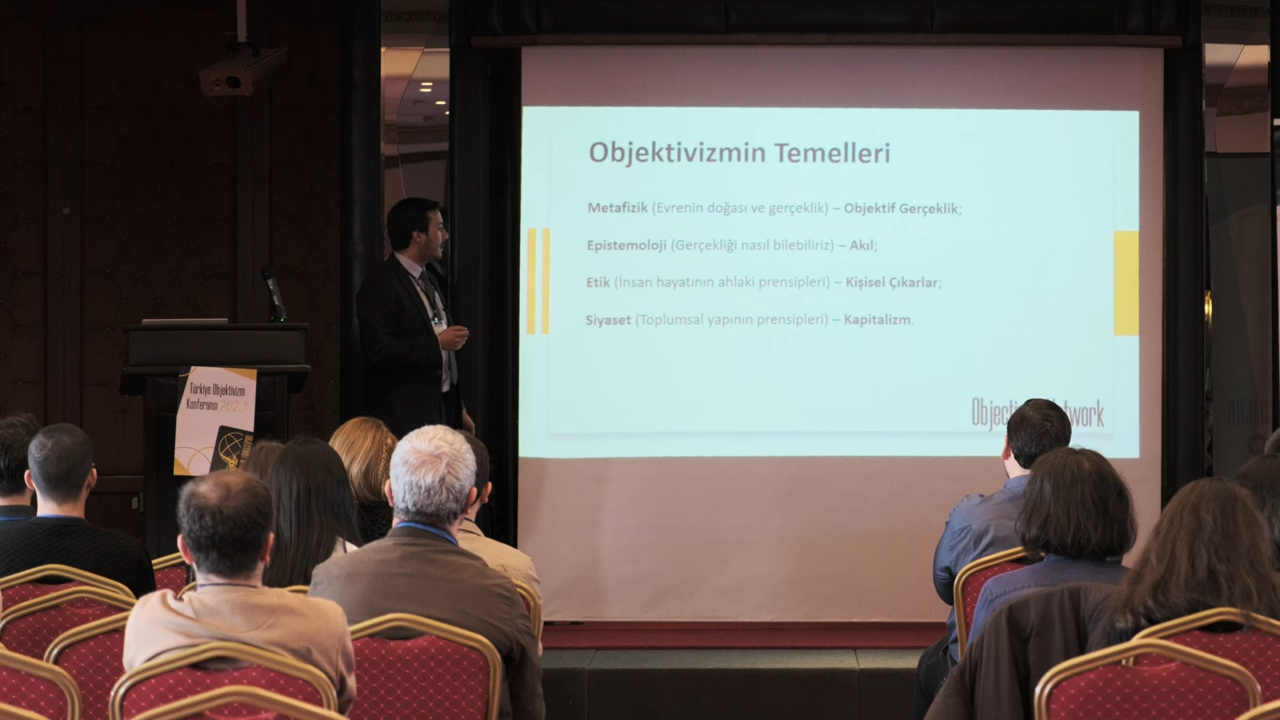 Objektivizmin Temelleri
Metafizik (Evrenin doğası ve gerçeklik) – Objektif Gerçeklik;
Epistemoloji (Gerçekliği nasıl bilebiliriz) – Akıl;
Etik (İnsan hayatının ahlaki prensipleri) – Kişisel Çıkarlar;
Siyaset (Toplumsal yapının prensipleri) – Kapitalizm.
Türkiye Objektivizm
Konferansı 2023